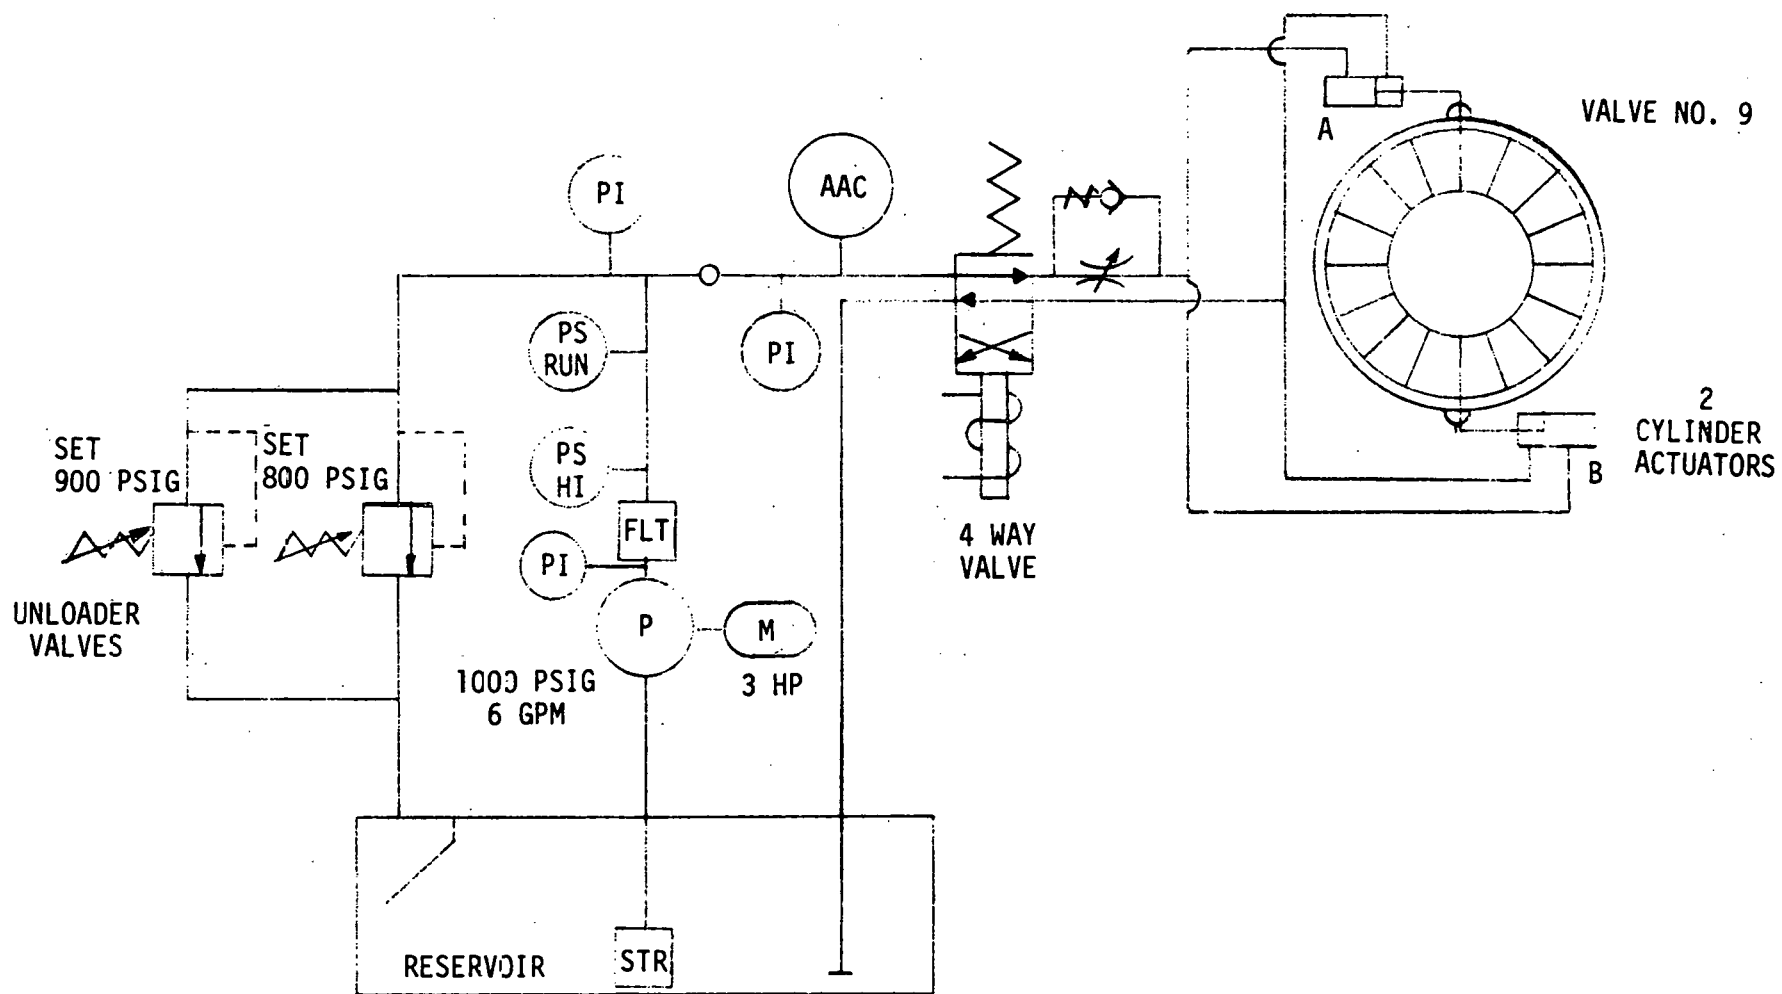 VALVE NO. 9
A
PI
AAC
PS
RUN
PI
SET
900 PSIG
SET
800 PSIG
PS
HI
2
CYLINDER
ACTUATORS
B
FLT
PI
4 WAY
VALVE
UNLOADER
VALVES
P
M
1000 PSIG
6 GPM
3 HP
RESERVOIR
STR